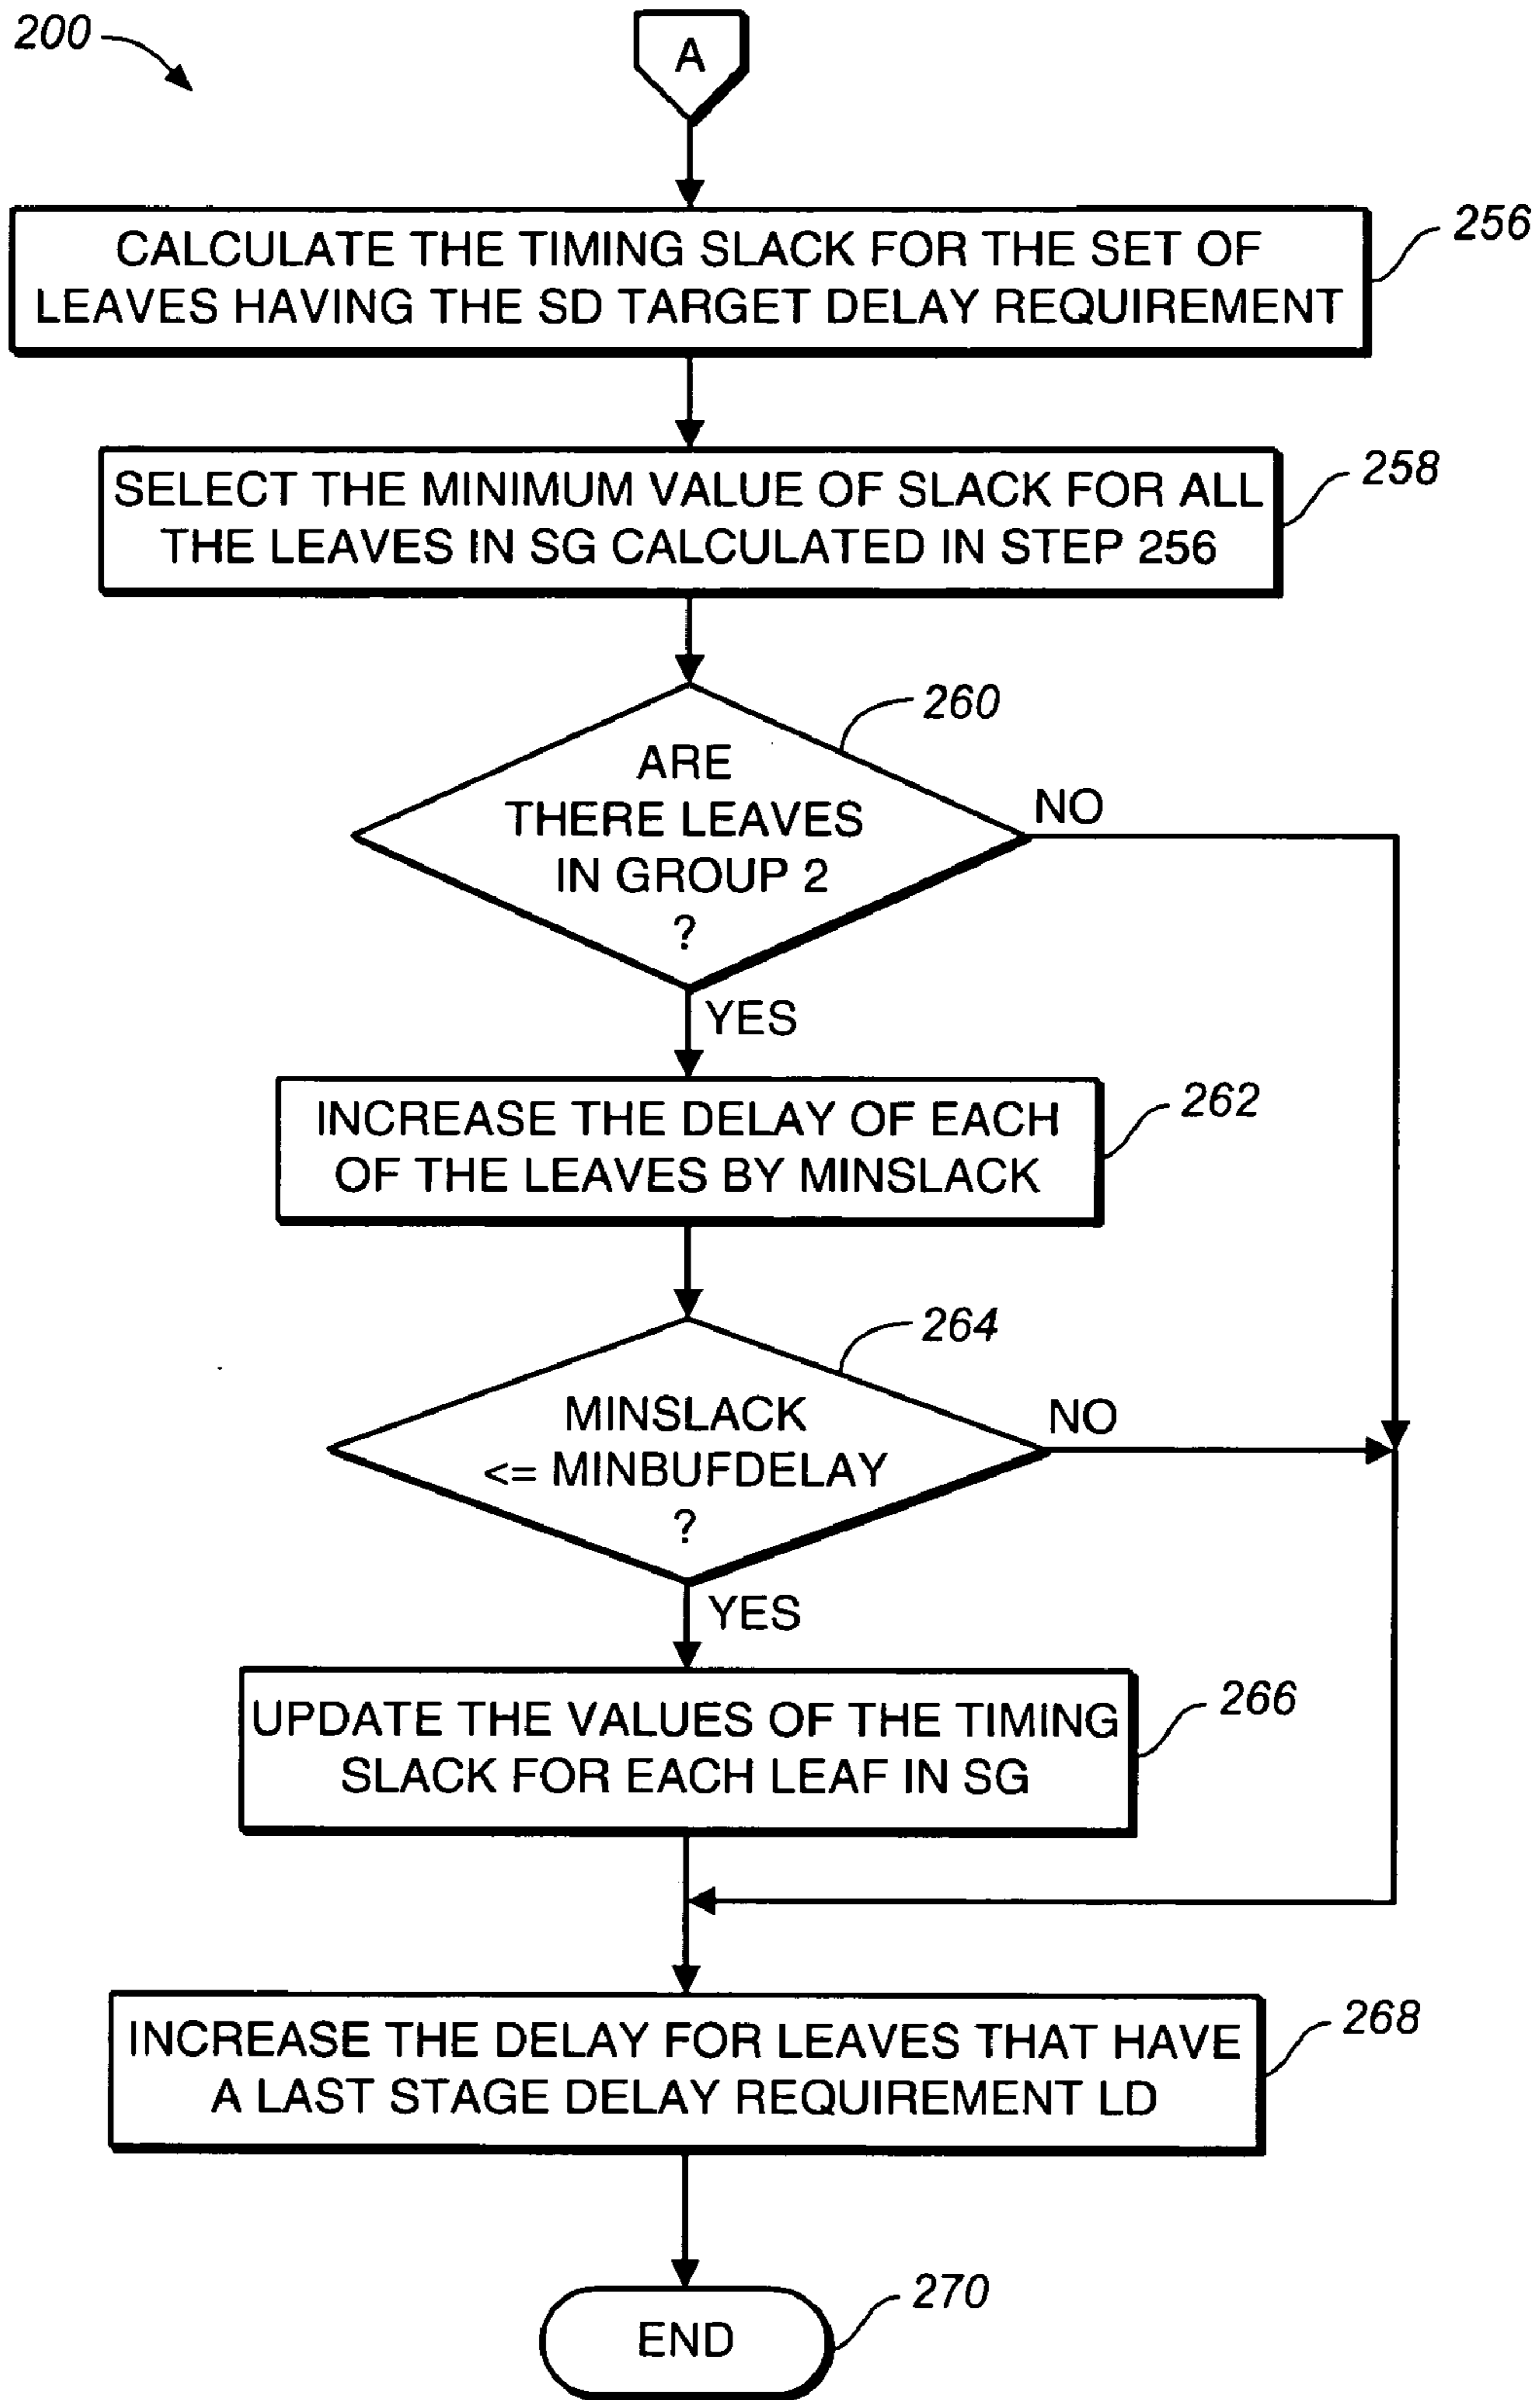 200
A
CALCULATE THE TIMING SLACK FOR THE SET OF
LEAVES HAVING THE SD TARGET DELAY REQUIREMENT
256
SELECT THE MINIMUM VALUE OF SLACK FOR ALL
THE LEAVES IN SG CALCULATED IN STEP 256
258
ARE
THERE LEAVES
IN GROUP 2
?
260
NO
YES
INCREASE THE DELAY OF EACH
OF THE LEAVES BY MINSLACK
262
MINSLACK
<= MINBUFDELAY
?
264
NO
YES
UPDATE THE VALUES OF THE TIMING
SLACK FOR EACH LEAF IN SG
266
INCREASE THE DELAY FOR LEAVES THAT HAVE
A LAST STAGE DELAY REQUIREMENT LD
268
END
270